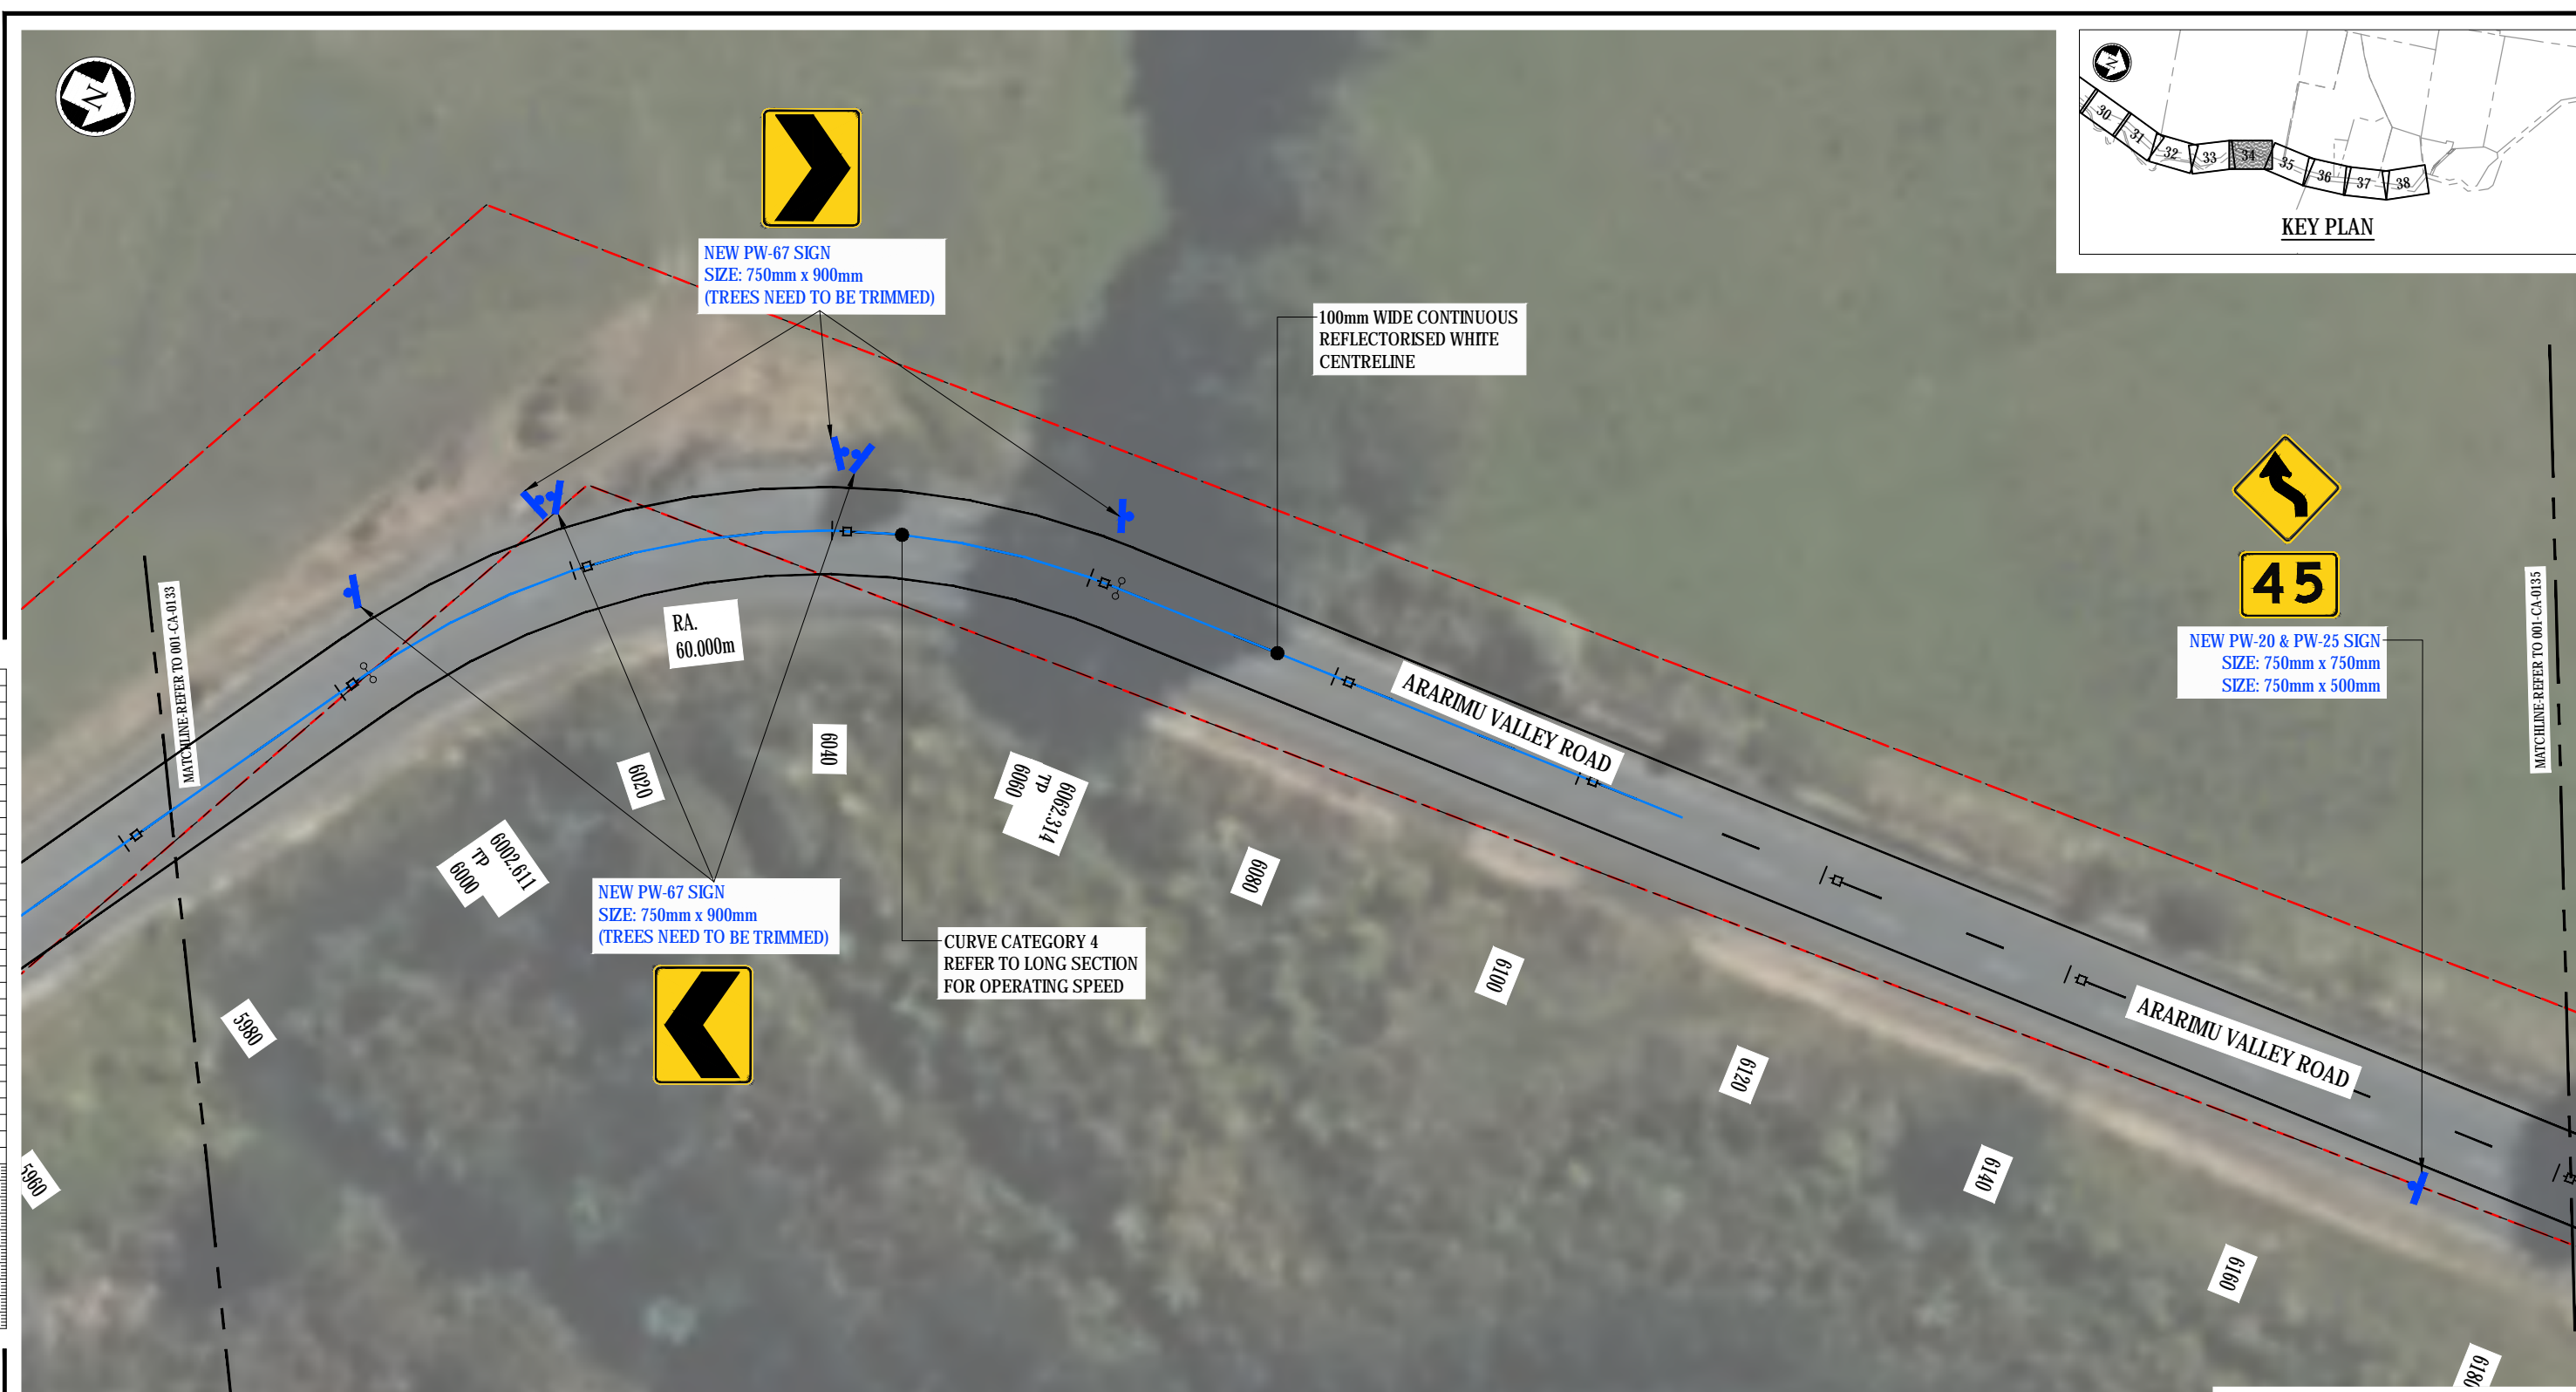 N
NEW PW-67 SIGN
SIZE: 750mm x 900mm
(TREES NEED TO BE TRIMMED)
100mm WIDE CONTINUOUS
REFLECTORISED WHITE
CENTRELINE
N
30
31
32
33
34
35
36
37
38
KEY PLAN
45
NEW PW-20 & PW-25 SIGN
SIZE: 750mm x 750mm
SIZE: 750mm x 500mm
MATCHLINE-REFER TO 001-CA-0133
MATCHLINE-REFER TO 001-CA-0135
RA.
60.000m
ARARIMU VALLEY ROAD
ARARIMU VALLEY ROAD
5960
5980
6000
TP
6002.611
6020
6040
6060
TP
6062.314
6080
6100
6120
6140
6160
6180
NEW PW-67 SIGN
SIZE: 750mm x 900mm
(TREES NEED TO BE TRIMMED)
CURVE CATEGORY 4
REFER TO LONG SECTION
FOR OPERATING SPEED